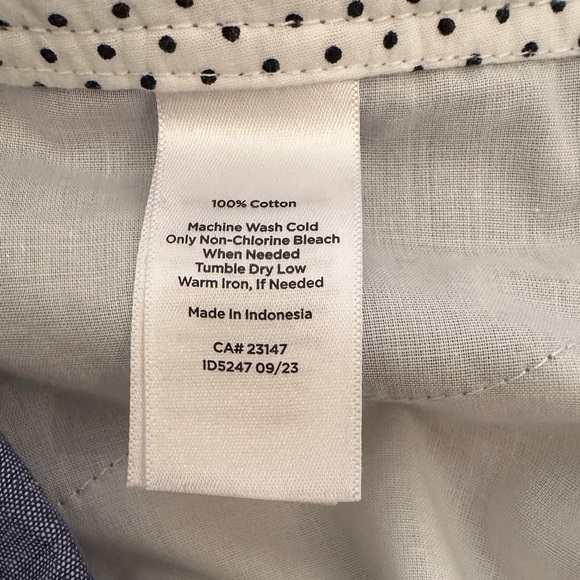 100% Cotton
Machine Wash Cold
Only Non-Chlorine Bleach
When Needed
Tumble Dry Low
Warm Iron, If Needed
Made In Indonesia
CA# 23147
ID5247 09/23